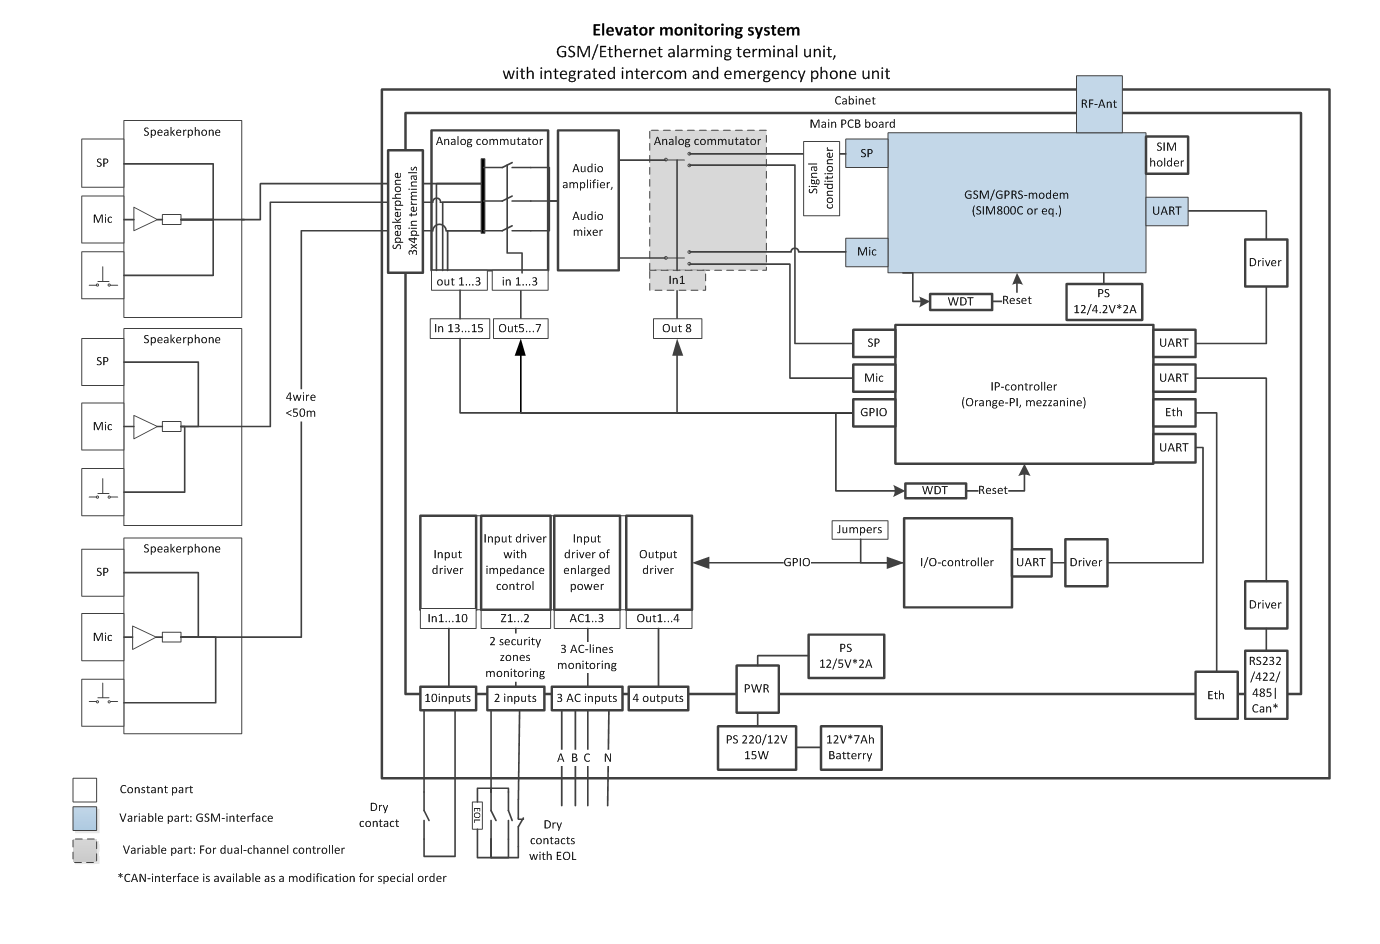 Elevator monitoring system
GSM/Ethernet alarming terminal unit,
with integrated intercom and emergency phone unit
Cabinet
Main PCB board
RF-Ant
Speakerphone
SP
Mic
Speakerphone
SP
Mic
Speakerphone
SP
Mic
4wire
<50m
Speakerphone
3x4pin terminals
Analog commutator
out 1...3
in 1...3
In 13...15
Out5...7
Audio
amplifier,
Audio
mixer
Analog commutator
In1
Out 8
Signal
conditioner
SP
Mic
GSM/GPRS-modem
(SIM800C or eq.)
SIM
holder
UART
Driver
WDT
Reset
PS
12/4.2V*2A
SP
Mic
GPIO
IP-controller
(Orange-PI, mezzanine)
UART
UART
Eth
UART
WDT
Reset
Input
driver
In1...10
Input driver
with
impedance
control
Z1...2
Input
driver of
enlarged
power
AC1..3
Output
driver
Out1...4
GPIO
Jumpers
I/O-controller
UART
Driver
Driver
2 security
zones
monitoring
3 AC-lines
monitoring
10inputs
2 inputs
3 AC inputs
4 outputs
PWR
PS
12/5V*2A
PS 220/12V
15W
12V*7Ah
Batterry
Eth
RS232
/422/
485|
Can*
A
B
C
N
Dry
contact
EOL
Dry
contacts
with EOL
Constant part
Variable part: GSM-interface
Variable part: For dual-channel controller
*CAN-interface is available as a modification for special order